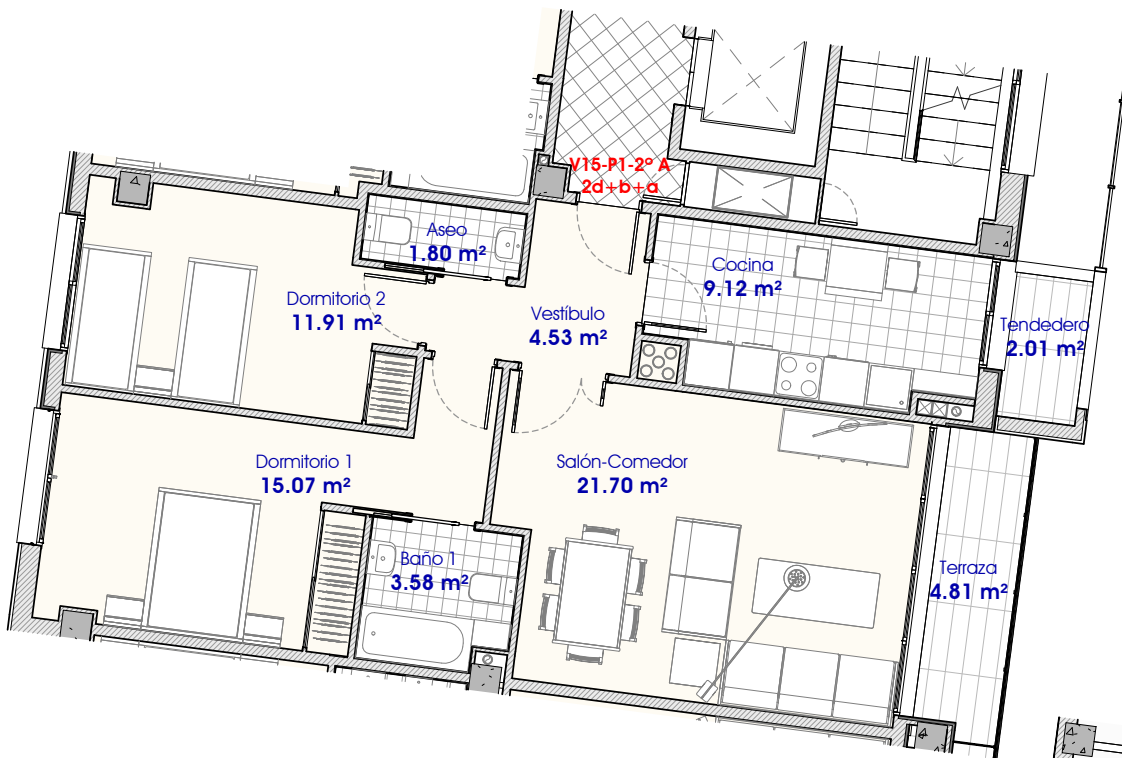 V15-P1-2º A
2d+b+a
Aseo
1.80 m²
Cocina
9.12 m²
Dormitorio 2
11.91 m²
Vestíbulo
4.53 m²
Tendedero
2.01 m²
Dormitorio 1
15.07 m²
Salón-Comedor
21.70 m²
Baño 1
3.58 m²
Terraza
4.81 m²